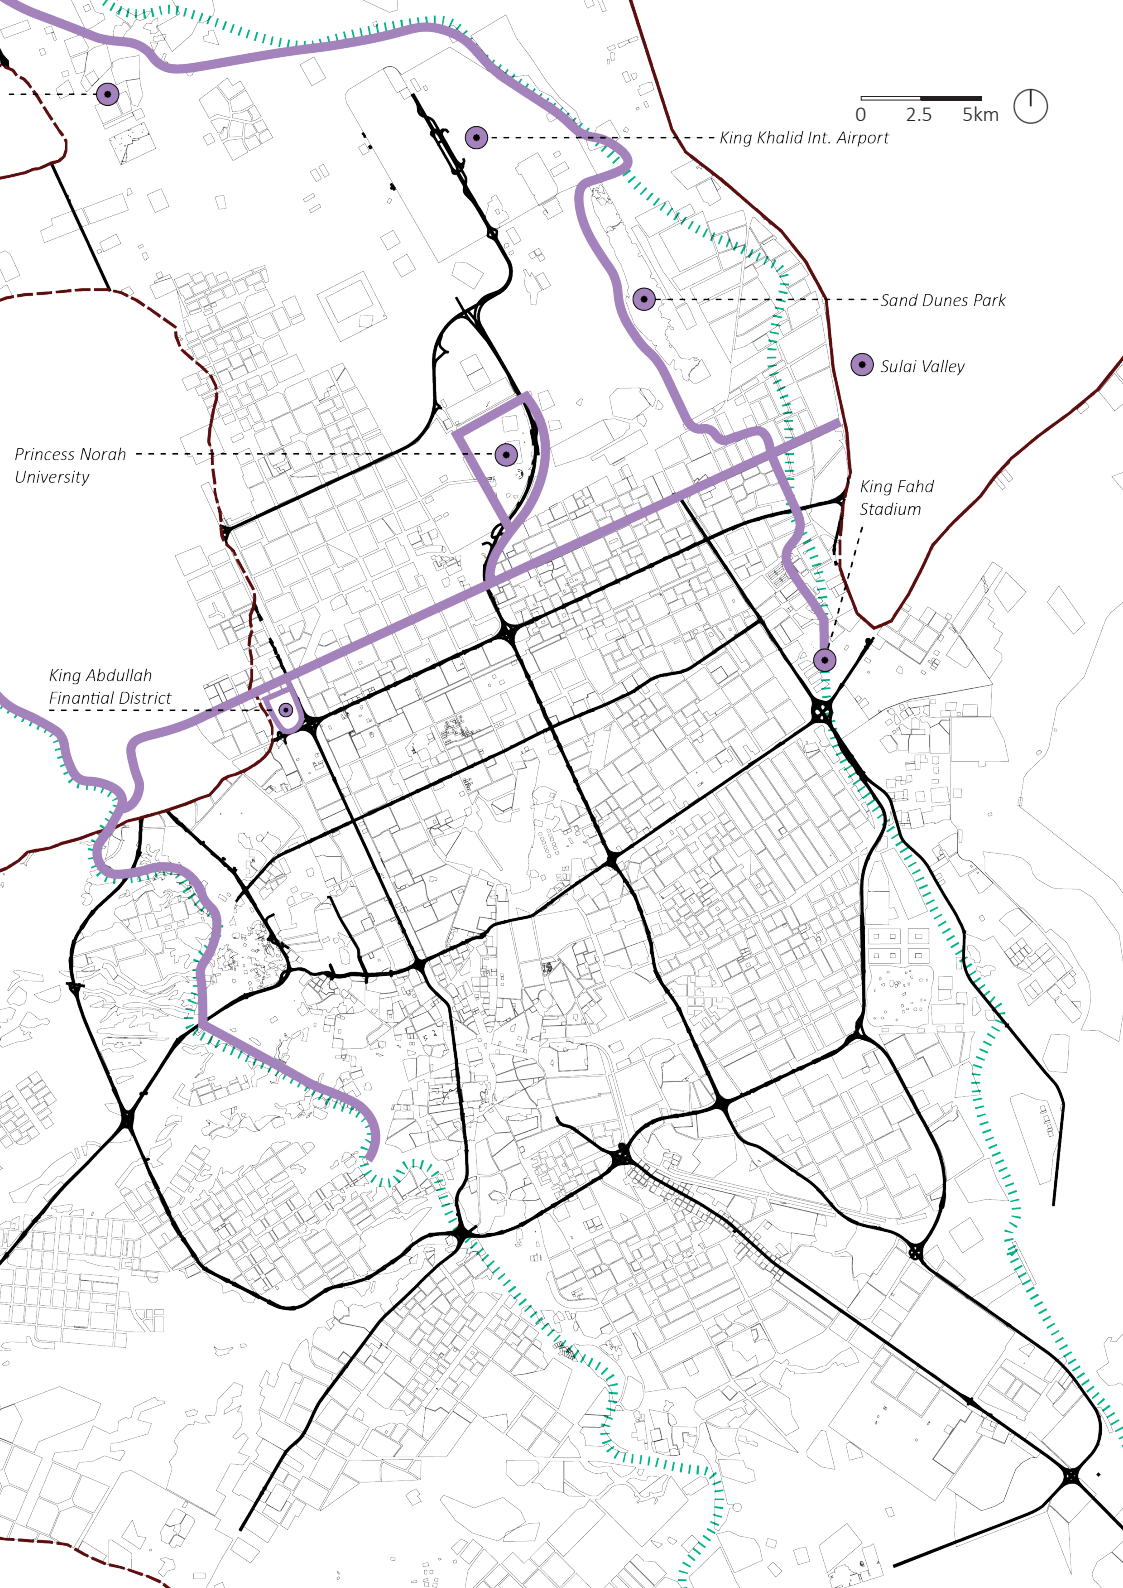 0 2.5 5km
King Khalid Int. Airport
Sand Dunes Park
Sulai Valley
Princess Norah
University
King Fahd
Stadium
King Abdullah
Finantial District